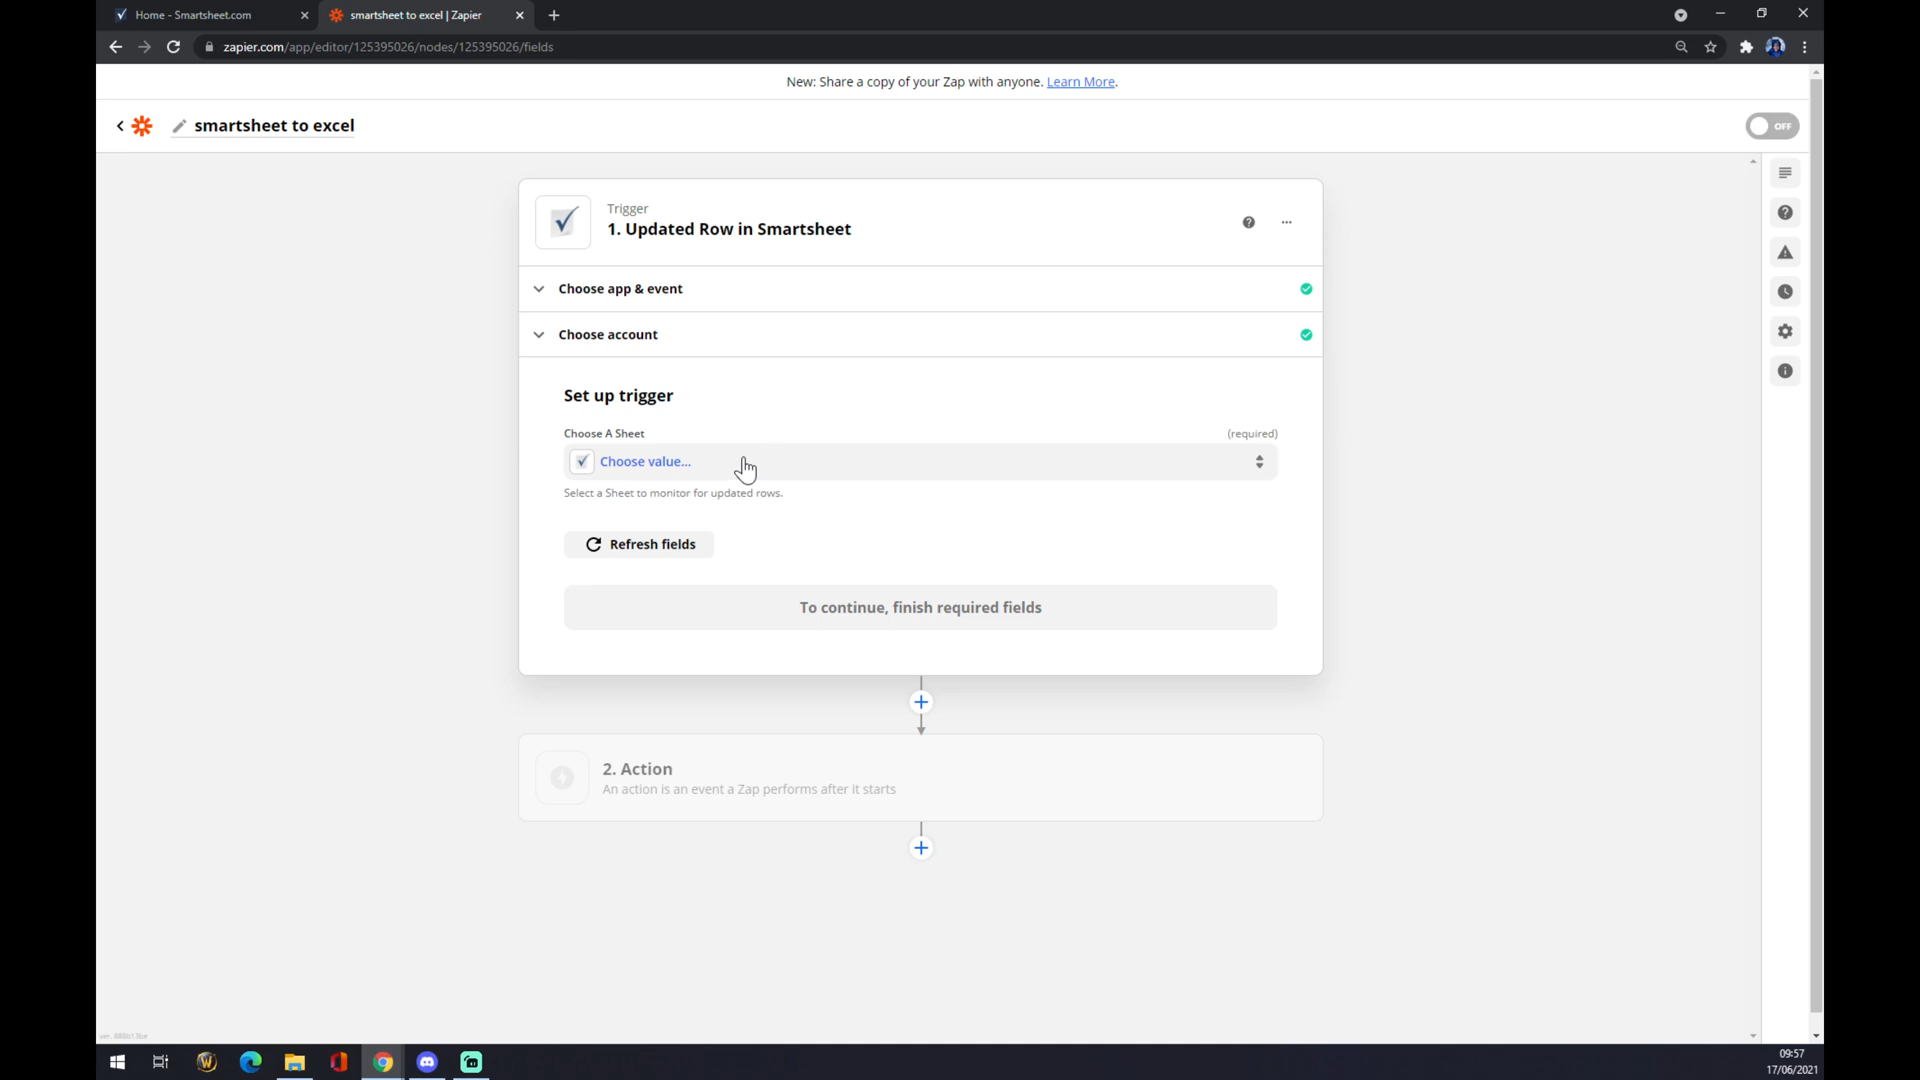 Home - Smartsheet.com
smartsheet to excel | Zapier
zapier.com/app/editor/125395026/nodes/125395026/fields
New: Share a copy of your Zap with anyone. Learn More.
smartsheet to excel
OFF
Trigger
1. Updated Row in Smartsheet
Choose app & event
Choose account
Set up trigger
Choose A Sheet
(required)
Choose value...
Select a Sheet to monitor for updated rows.
Refresh fields
To continue, finish required fields
2. Action
An action is an event a Zap performs after it starts
09:57
17/06/2021